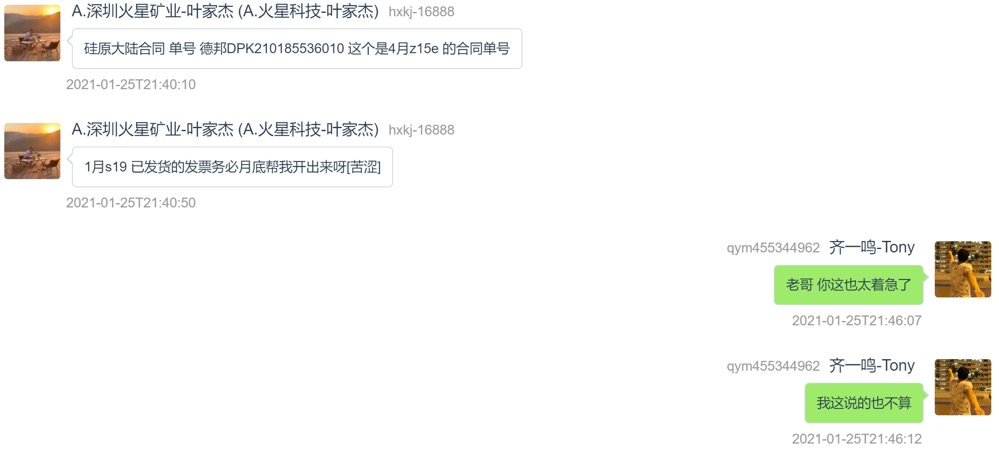 A.深圳火星矿业-叶家杰 (A.火星科技-叶家杰) hxkj-16888
硅原大陆合同 单号 德邦DPK210185536010 这个是4月z15e 的合同单号
2021-01-25T21:40:10
A.深圳火星矿业-叶家杰 (A.火星科技-叶家杰) hxkj-16888
1月s19 已发货的发票务必月底帮我开出来呀[苦涩]
2021-01-25T21:40:50
qym455344962 齐一鸣-Tony
老哥 你这也太着急了
2021-01-25T21:46:07
qym455344962 齐一鸣-Tony
我这说的也不算
2021-01-25T21:46:12